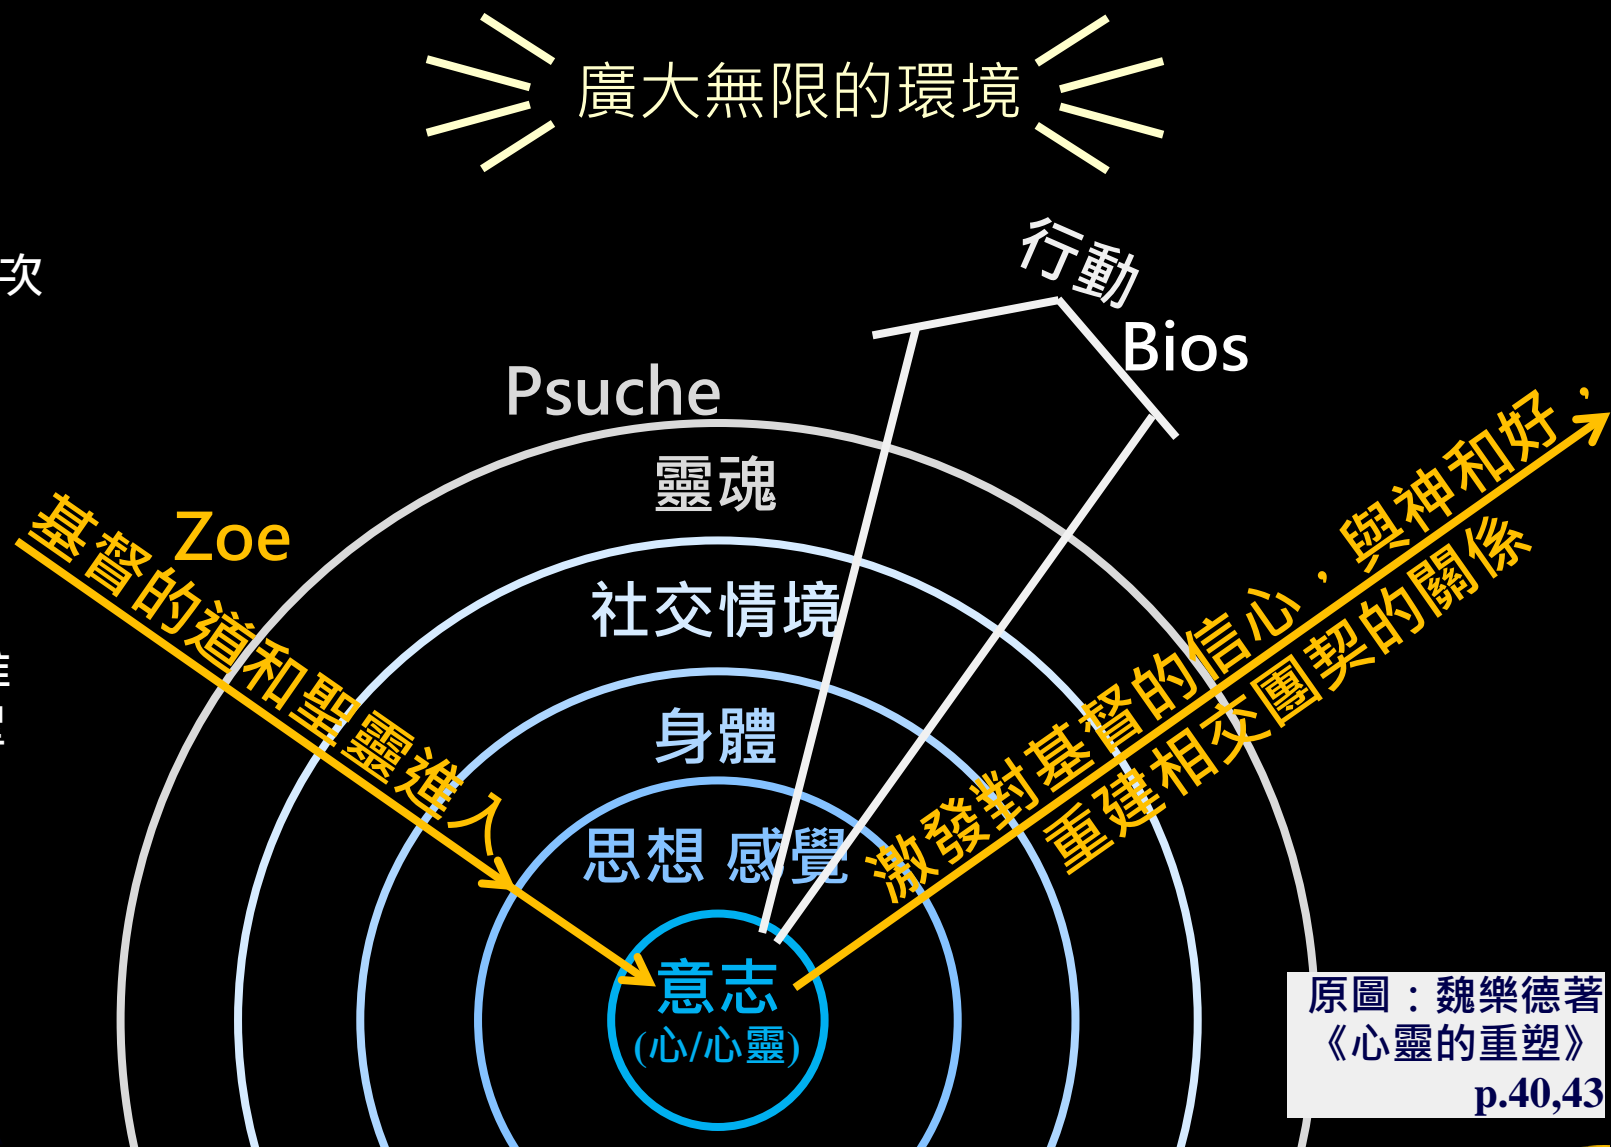 廣大無限的環境
行動
次
Bios
Psuche
靈魂
Zoe
基督的道和聖靈進入
激發對基督的信心，與神和好，
重建相交團契的關係
社交情境
身體
思想 感覺
意志
(心/心靈)
原圖：魏樂德著
《心靈的重塑》
p.40,43